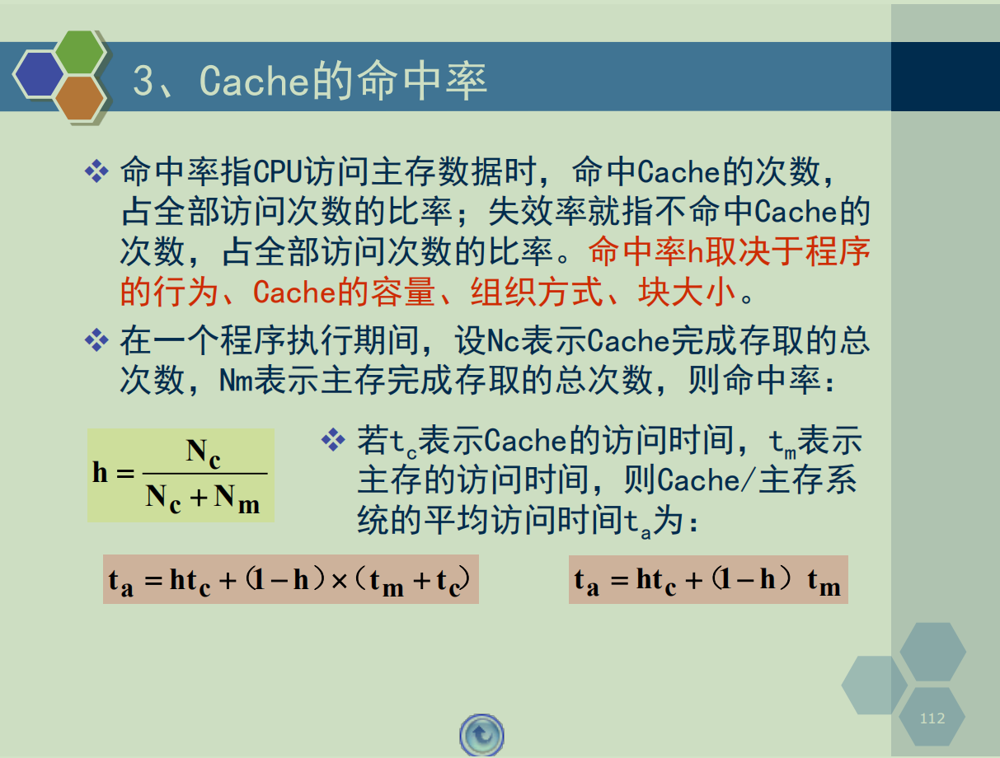 3、Cache的命中率
命中率指CPU访问主存数据时，命中Cache的次数，
占全部访问次数的比率；失效率就指不命中Cache的
次数，占全部访问次数的比率。命中率h取决于程序
的行为、Cache的容量、组织方式、块大小。
在一个程序执行期间，设Nc表示Cache完成存取的总
次数，Nm表示主存完成存取的总次数，则命中率：
h = N_c / (N_c + N_m)
若t_c表示Cache的访问时间，t_m表示
主存的访问时间，则Cache/主存系
统的平均访问时间t_a为：
t_a = ht_c +（1－h）×（t_m + t_c）
t_a = ht_c +（1－h）t_m
112